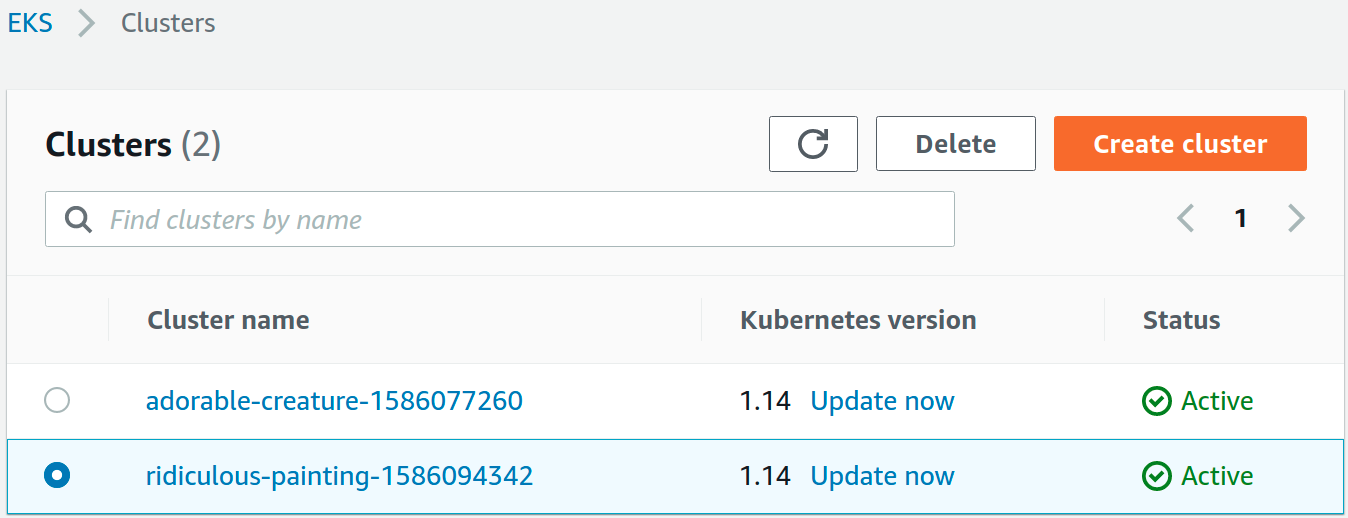 EKS Clusters
Clusters (2) Delete Create cluster
Find clusters by name 1
Cluster name Kubernetes version Status
adorable-creature-1586077260 1.14 Update now Active
ridiculous-painting-1586094342 1.14 Update now Active